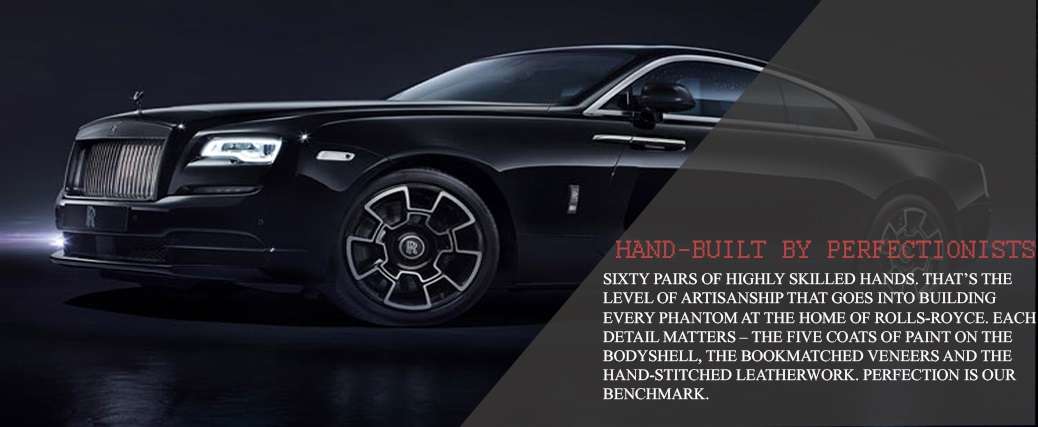 HAND-BUILT BY PERFECTIONISTS
SIXTY PAIRS OF HIGHLY SKILLED HANDS. THAT'S THE
LEVEL OF ARTISANSHIP THAT GOES INTO BUILDING
EVERY PHANTOM AT THE HOME OF ROLLS-ROYCE. EACH
DETAIL MATTERS – THE FIVE COATS OF PAINT ON THE
BODYSHELL, THE BOOKMATCHED VENEERS AND THE
HAND-STITCHED LEATHERWORK. PERFECTION IS OUR
BENCHMARK.